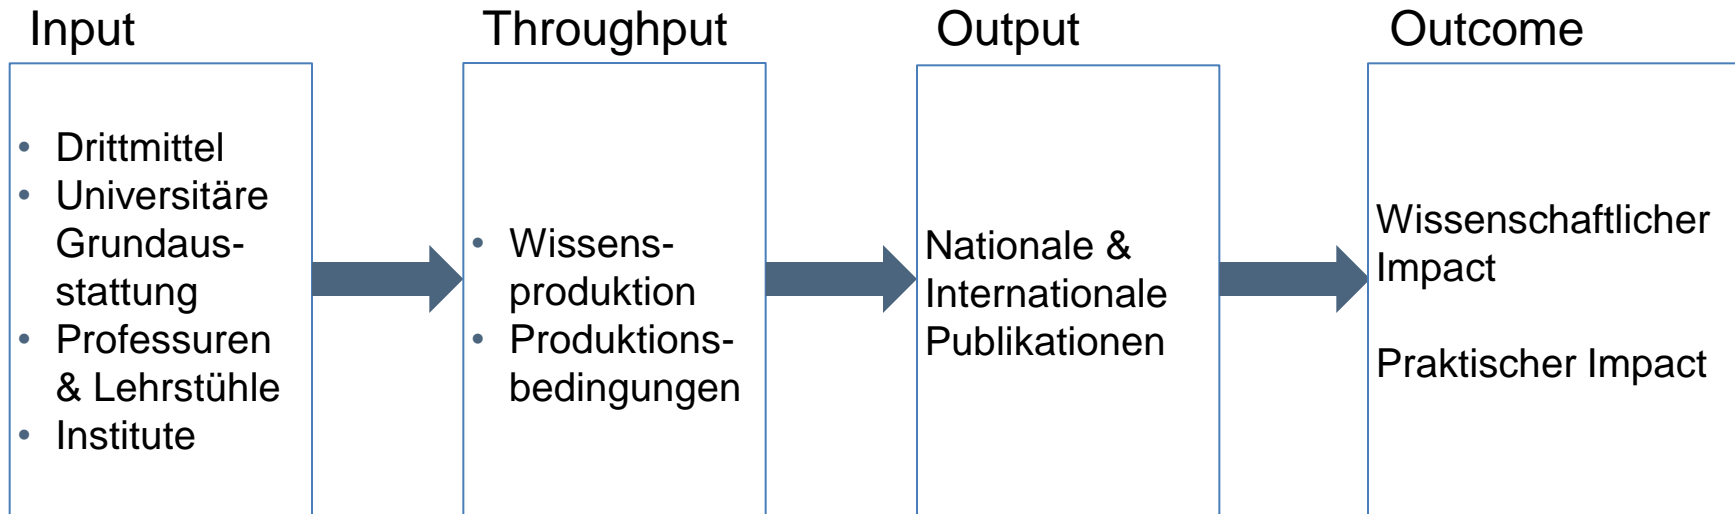 Input
• Drittmittel
• Universitäre
Grundaus-
stattung
• Professuren
& Lehrstühle
• Institute
Throughput
• Wissens-
produktion
• Produktions-
bedingungen
Output
Nationale &
Internationale
Publikationen
Outcome
Wissenschaftlicher
Impact
Praktischer Impact